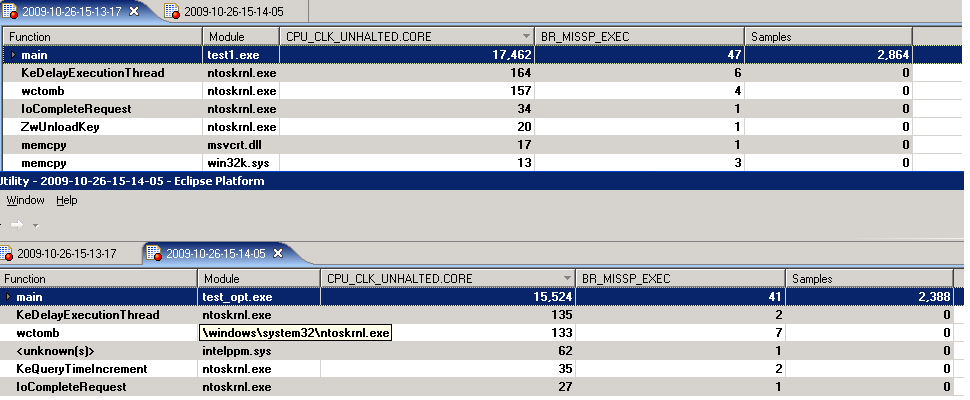 2009-10-26-15-13-17 2009-10-26-15-14-05
Function Module CPU_CLK_UNHALTED.CORE BR_MISSP_EXEC Samples
main test1.exe 17,462 47 2,864
KeDelayExecutionThread ntoskrnl.exe 164 6 0
wctomb ntoskrnl.exe 157 4 0
IoCompleteRequest ntoskrnl.exe 34 1 0
ZwUnloadKey ntoskrnl.exe 20 1 0
memcpy msvcrt.dll 17 1 0
memcpy win32k.sys 13 3 0
Utility - 2009-10-26-15-14-05 - Eclipse Platform
Window Help
2009-10-26-15-13-17 2009-10-26-15-14-05
Function Module CPU_CLK_UNHALTED.CORE BR_MISSP_EXEC Samples
main test_opt.exe 15,524 41 2,388
KeDelayExecutionThread ntoskrnl.exe 135 2 0
wctomb \windows\system32\ntoskrnl.exe 133 7 0
<unknown(s)> intelppm.sys 62 1 0
KeQueryTimeIncrement ntoskrnl.exe 35 2 0
IoCompleteRequest ntoskrnl.exe 27 1 0